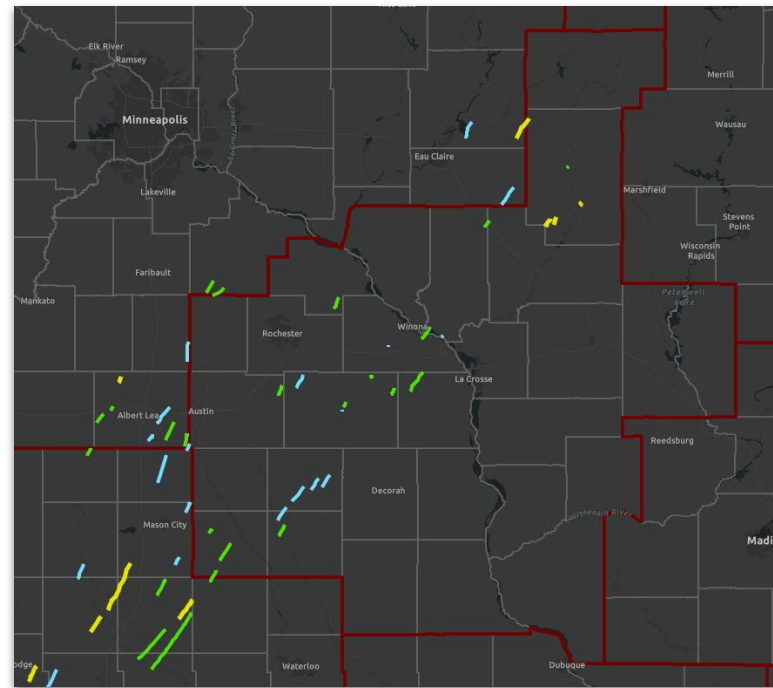 Elk River
Ramsey
Merrill
Minneapolis
Wausau
Eau Claire
Lakeville
Marshfield
Stevens
Point
Wisconsin
Rapids
Faribault
Mankato
Petenwell
Lake
Rochester
Winona
La Crosse
Albert Lea
Austin
Reedsburg
Decorah
Wisconsin River
Mason City
Madi
odge
Waterloo
Dubuque